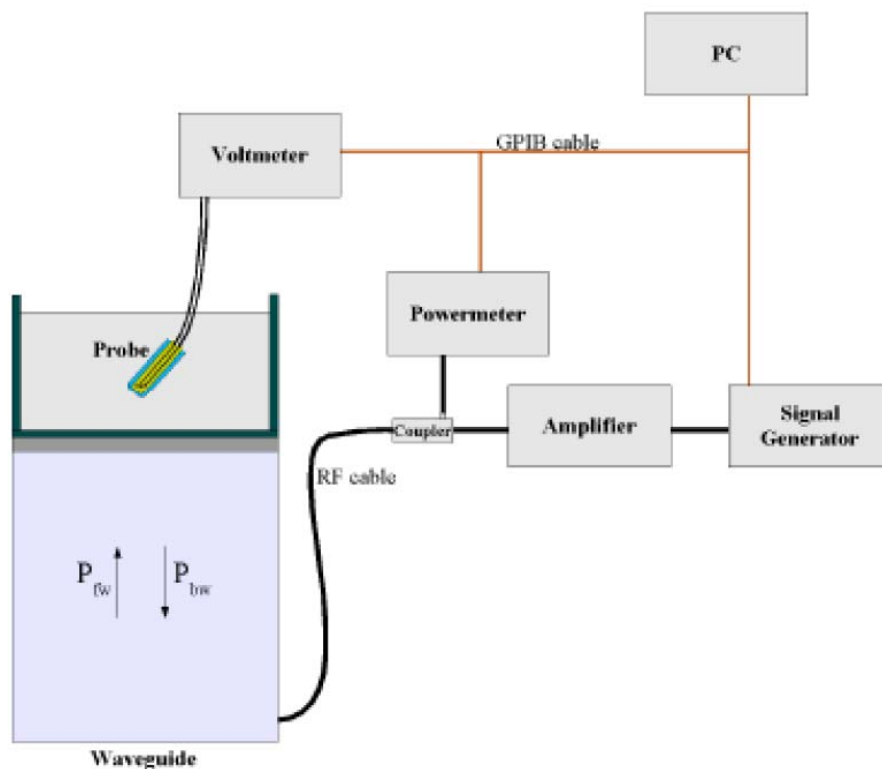 PC
Voltmeter
GPIB cable
Powermeter
Probe
Coupler
Amplifier
Signal
Generator
RF cable
P fw
P bw
Waveguide